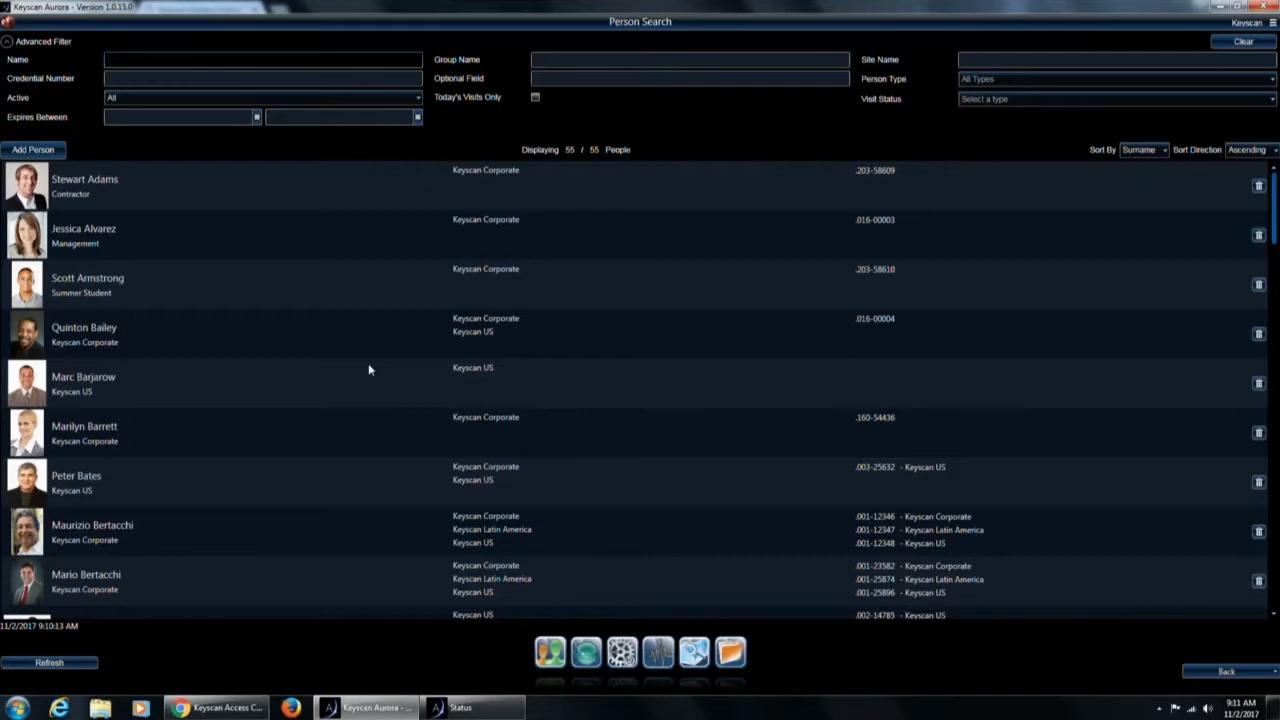 Keyscan Aurora - Version 1.0.15.0
Person Search
Keyscan
Advanced Filter
Clear
Name
Group Name
Site Name
Credential Number
Optional Field
Person Type
All Types
Active
All
Today's Visits Only
Visit Status
Select a type
Expires Between
Add Person
Displaying 55 / 55 People
Sort By Surname Sort Direction Ascending
Stewart Adams
Contractor
Keyscan Corporate
.203-58609
Jessica Alvarez
Management
Keyscan Corporate
.016-00003
Scott Armstrong
Summer Student
Keyscan Corporate
.203-58610
Quinton Bailey
Keyscan Corporate
Keyscan Corporate
Keyscan US
.016-00004
Marc Barjarow
Keyscan US
Keyscan US
Marilyn Barrett
Keyscan Corporate
Keyscan Corporate
.160-54436
Peter Bates
Keyscan US
Keyscan Corporate
Keyscan US
.003-25632 - Keyscan US
Maurizio Bertacchi
Keyscan Corporate
Keyscan Corporate
Keyscan Latin America
Keyscan US
.001-12346 - Keyscan Corporate
.001-12347 - Keyscan Latin America
.001-12348 - Keyscan US
Mario Bertacchi
Keyscan Corporate
Keyscan Corporate
Keyscan Latin America
Keyscan US
.001-23582 - Keyscan Corporate
.001-25874 - Keyscan Latin America
.001-25896 - Keyscan US
Keyscan US
.002-14785 - Keyscan US
11/2/2017 9:10:13 AM
Refresh
Back
Keyscan Access C...
Keyscan Aurora - ...
Status
9:11 AM
11/2/2017